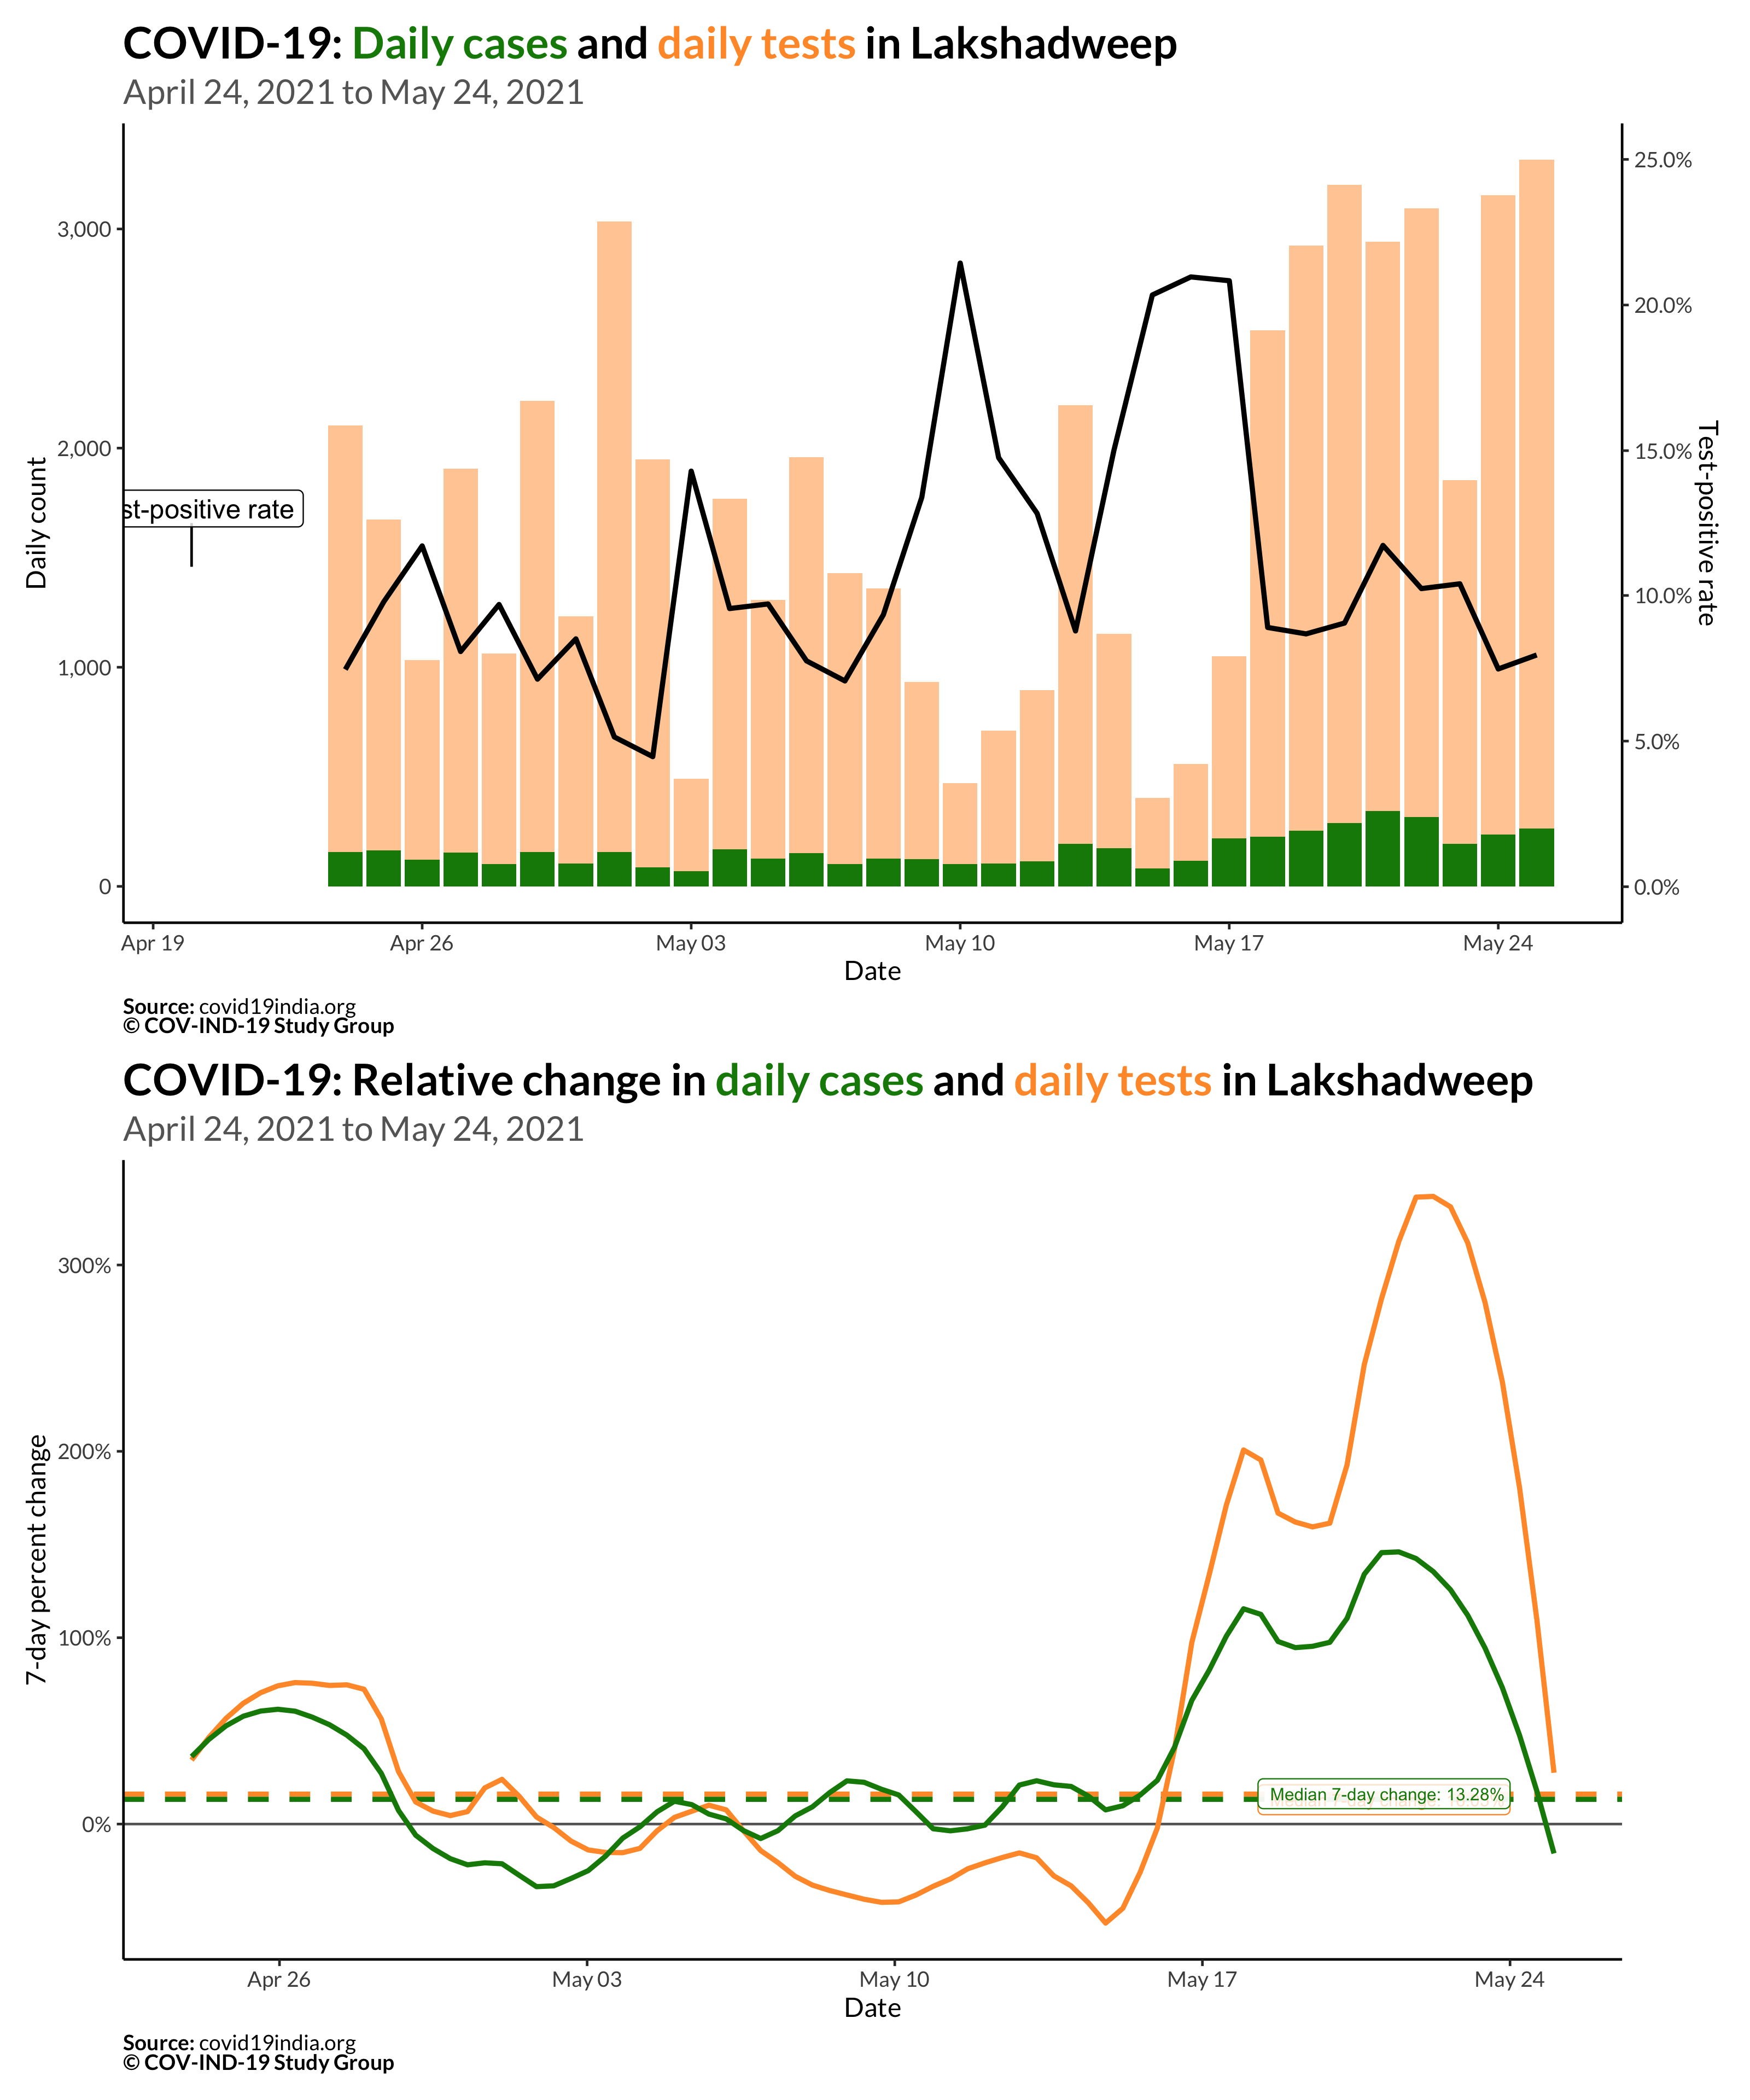 COVID-19: Daily cases and daily tests in Lakshadweep
April 24, 2021 to May 24, 2021
Daily count
3,000
2,000
1,000
0
st-positive rate
25.0%
20.0%
15.0%
10.0%
5.0%
0.0%
Test-positive rate
Apr 19 Apr 26 May 03 May 10 May 17 May 24
Date
Source: covid19india.org
© COV-IND-19 Study Group
COVID-19: Relative change in daily cases and daily tests in Lakshadweep
April 24, 2021 to May 24, 2021
7-day percent change
300%
200%
100%
0%
Median 7-day change: 13.28%
Apr 26 May 03 May 10 May 17 May 24
Date
Source: covid19india.org
© COV-IND-19 Study Group